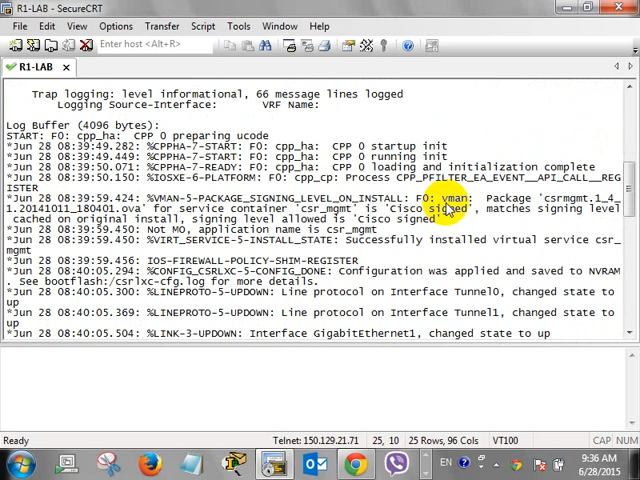 R1-LAB - SecureCRT
File Edit View Options Transfer Script Tools Window Help
Enter host <Alt+R>
R1-LAB
Trap logging: level informational, 66 message lines logged
Logging Source-Interface: VRF Name:
Log Buffer (4096 bytes):
START: F0: cpp_ha: CPP 0 preparing ucode
*Jun 28 08:39:49.282: %CPPHA-7-START: F0: cpp_ha: CPP 0 startup init
*Jun 28 08:39:49.449: %CPPHA-7-START: F0: cpp_ha: CPP 0 running init
*Jun 28 08:39:50.071: %CPPHA-7-READY: F0: cpp_ha: CPP 0 loading and initialization complete
*Jun 28 08:39:50.150: %IOSXE-6-PLATFORM: F0: cpp_cp: Process CPP_PFILTER_EA_EVENT__API_CALL__REG
ISTER
*Jun 28 08:39:59.424: %VMAN-5-PACKAGE_SIGNING_LEVEL_ON_INSTALL: F0: vman: Package 'csrmgmt.1_4_
1.20141011_180401.ova' for service container 'csr_mgmt' is 'Cisco signed', matches signing level
cached on original install, signing level allowed is 'Cisco signed'
*Jun 28 08:39:59.450: Not MO, application name is csr_mgmt
*Jun 28 08:39:59.450: %VIRT_SERVICE-5-INSTALL_STATE: Successfully installed virtual service csr_
mgmt
*Jun 28 08:39:59.456: IOS-FIREWALL-POLICY-SHIM-REGISTER
*Jun 28 08:40:05.294: %CONFIG_CSRLXC-5-CONFIG_DONE: Configuration was applied and saved to NVRAM
. See bootflash:/csrlxc-cfg.log for more details.
*Jun 28 08:40:05.300: %LINEPROTO-5-UPDOWN: Line protocol on Interface Tunnel0, changed state to
up
*Jun 28 08:40:05.369: %LINEPROTO-5-UPDOWN: Line protocol on Interface Tunnel1, changed state to
up
*Jun 28 08:40:05.504: %LINK-3-UPDOWN: Interface GigabitEthernet1, changed state to up
Ready Telnet: 150.129.21.71 25, 10 25 Rows, 96 Cols VT100 CAP NUM
EN 9:36 AM
6/28/2015